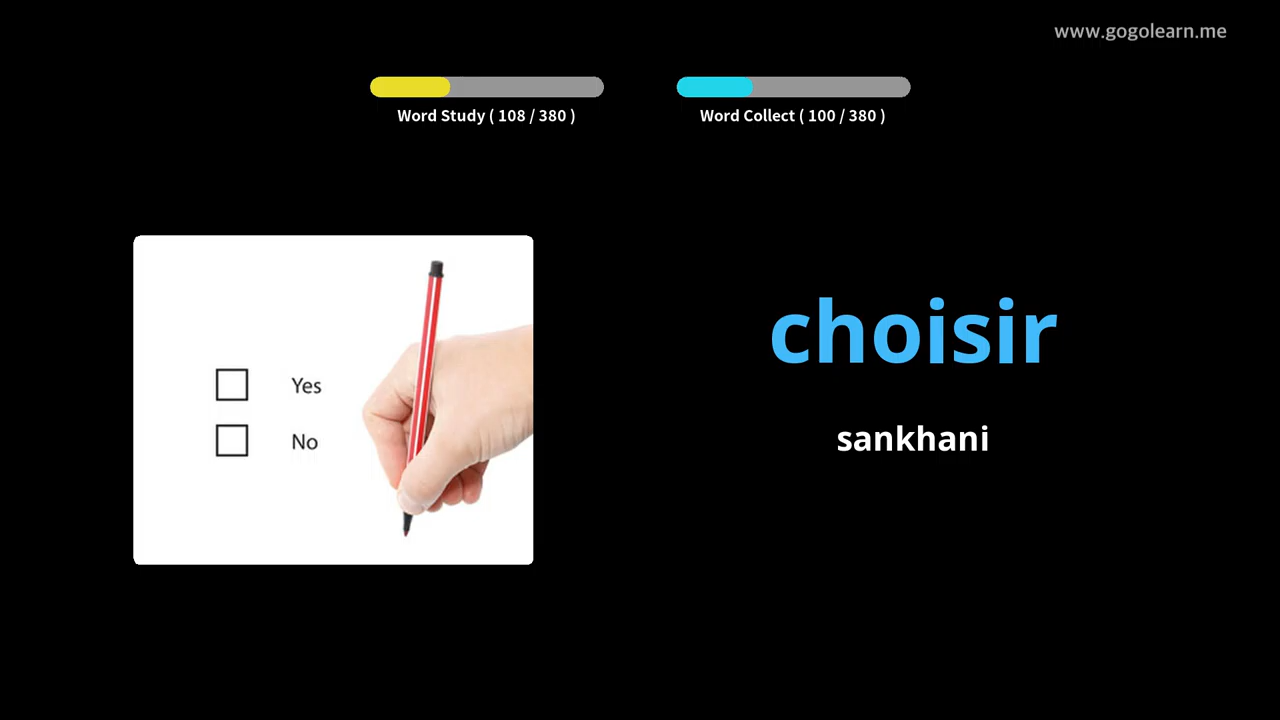 www.gogolearn.me
Word Study ( 108 / 380 )
Word Collect ( 100 / 380 )
Yes
No
choisir
sankhani